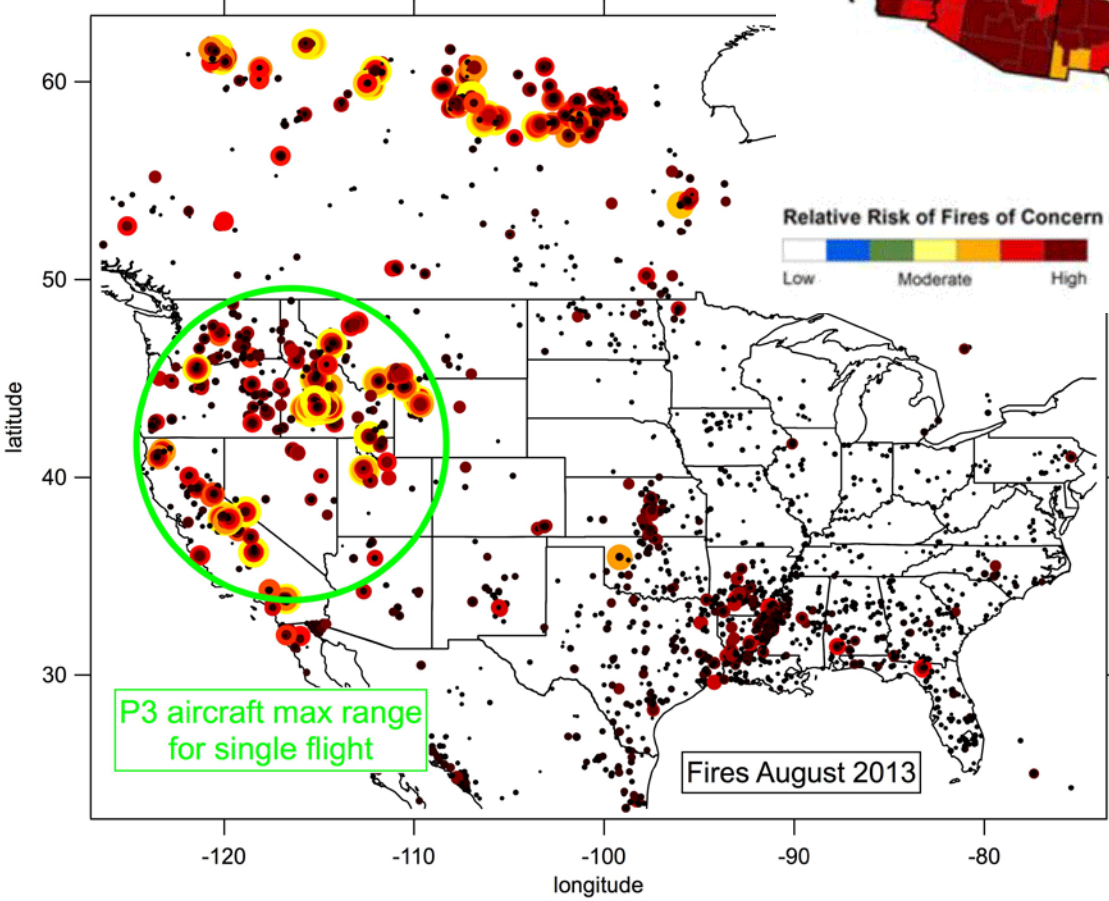 60
50
40
30
latitude
Relative Risk of Fires of Concern
Low Moderate High
P3 aircraft max range
for single flight
Fires August 2013
-120 -110 -100 -90 -80
longitude